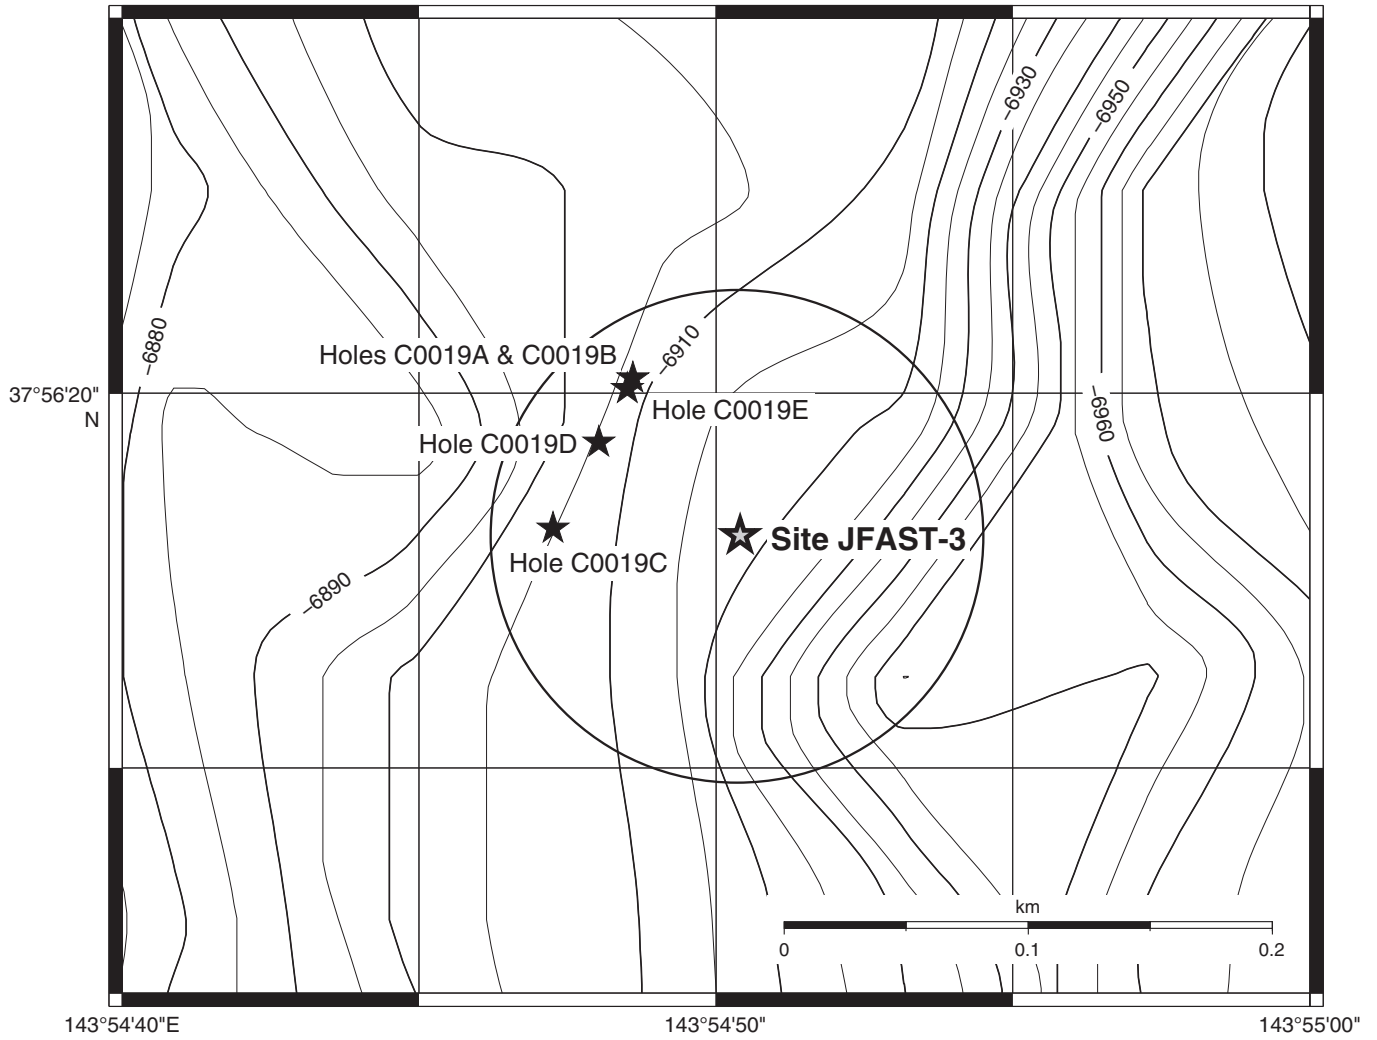 –6930
–6950
–6880
–6910
Holes C0019A & C0019B
37°56'20"
N
Hole C0019E
–6960
Hole C0019D
Site JFAST-3
Hole C0019C
–6890
km
0
0.1
0.2
143°54'40"E
143°54'50"
143°55'00"